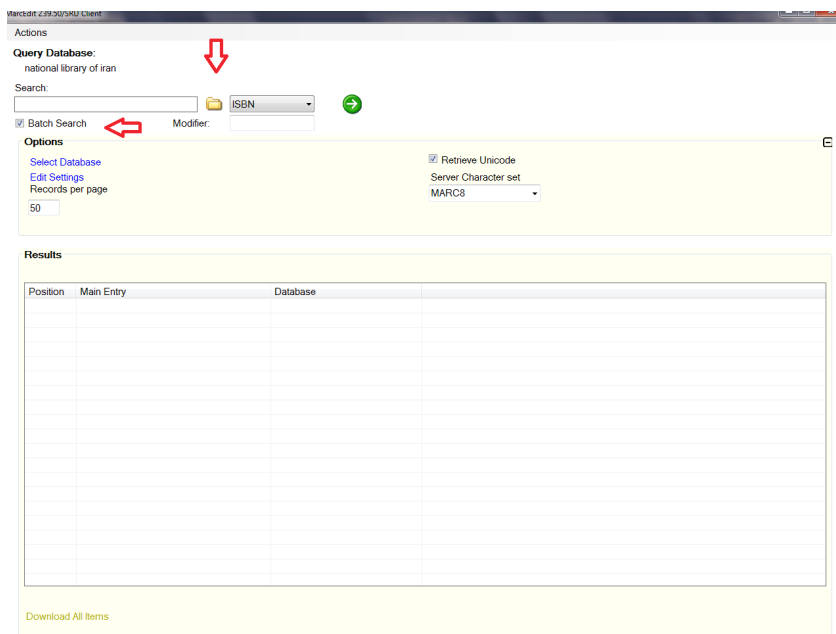 MarcEdit Z39.50/SRU Client
Actions
Query Database:
national library of iran
Search:
ISBN
Batch Search Modifier:
Options
Select Database Retrieve Unicode
Edit Settings Server Character set
Records per page
MARC8
50
Results
Position Main Entry Database
Download All Items